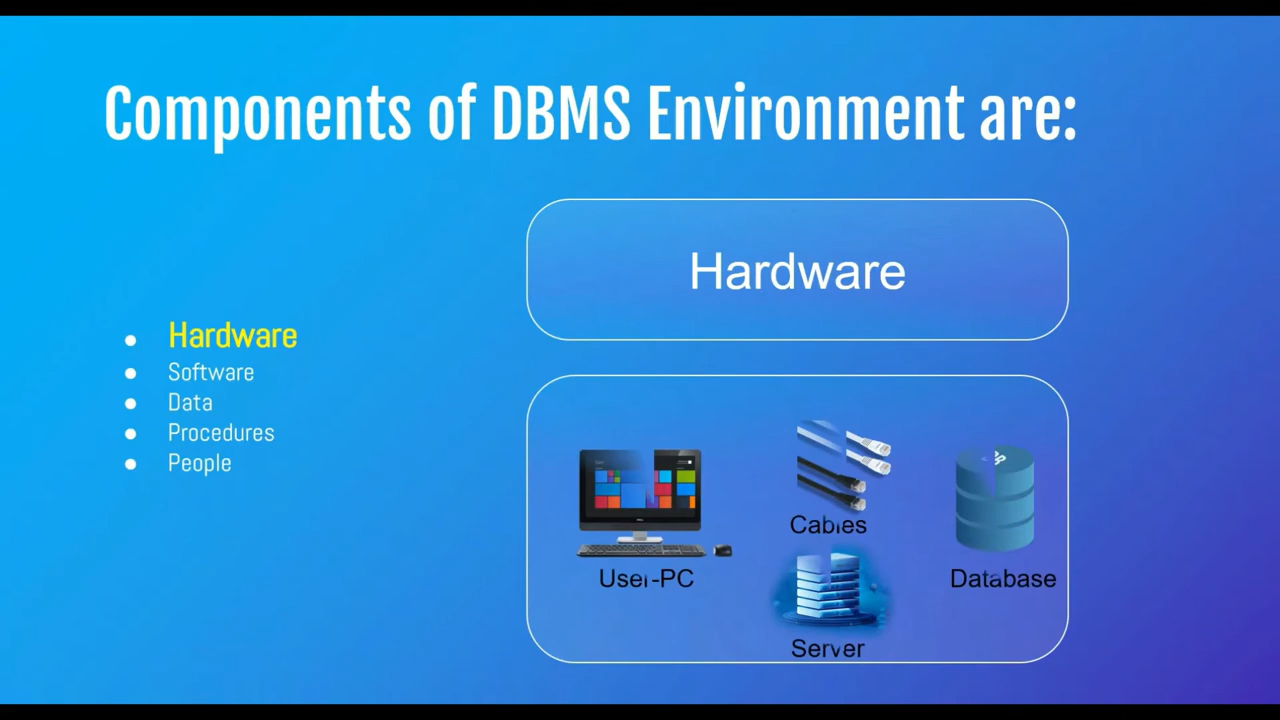 Components of DBMS Environment are:
Hardware
Hardware
Software
Data
Procedures
People
Cables
User-PC
Database
Server